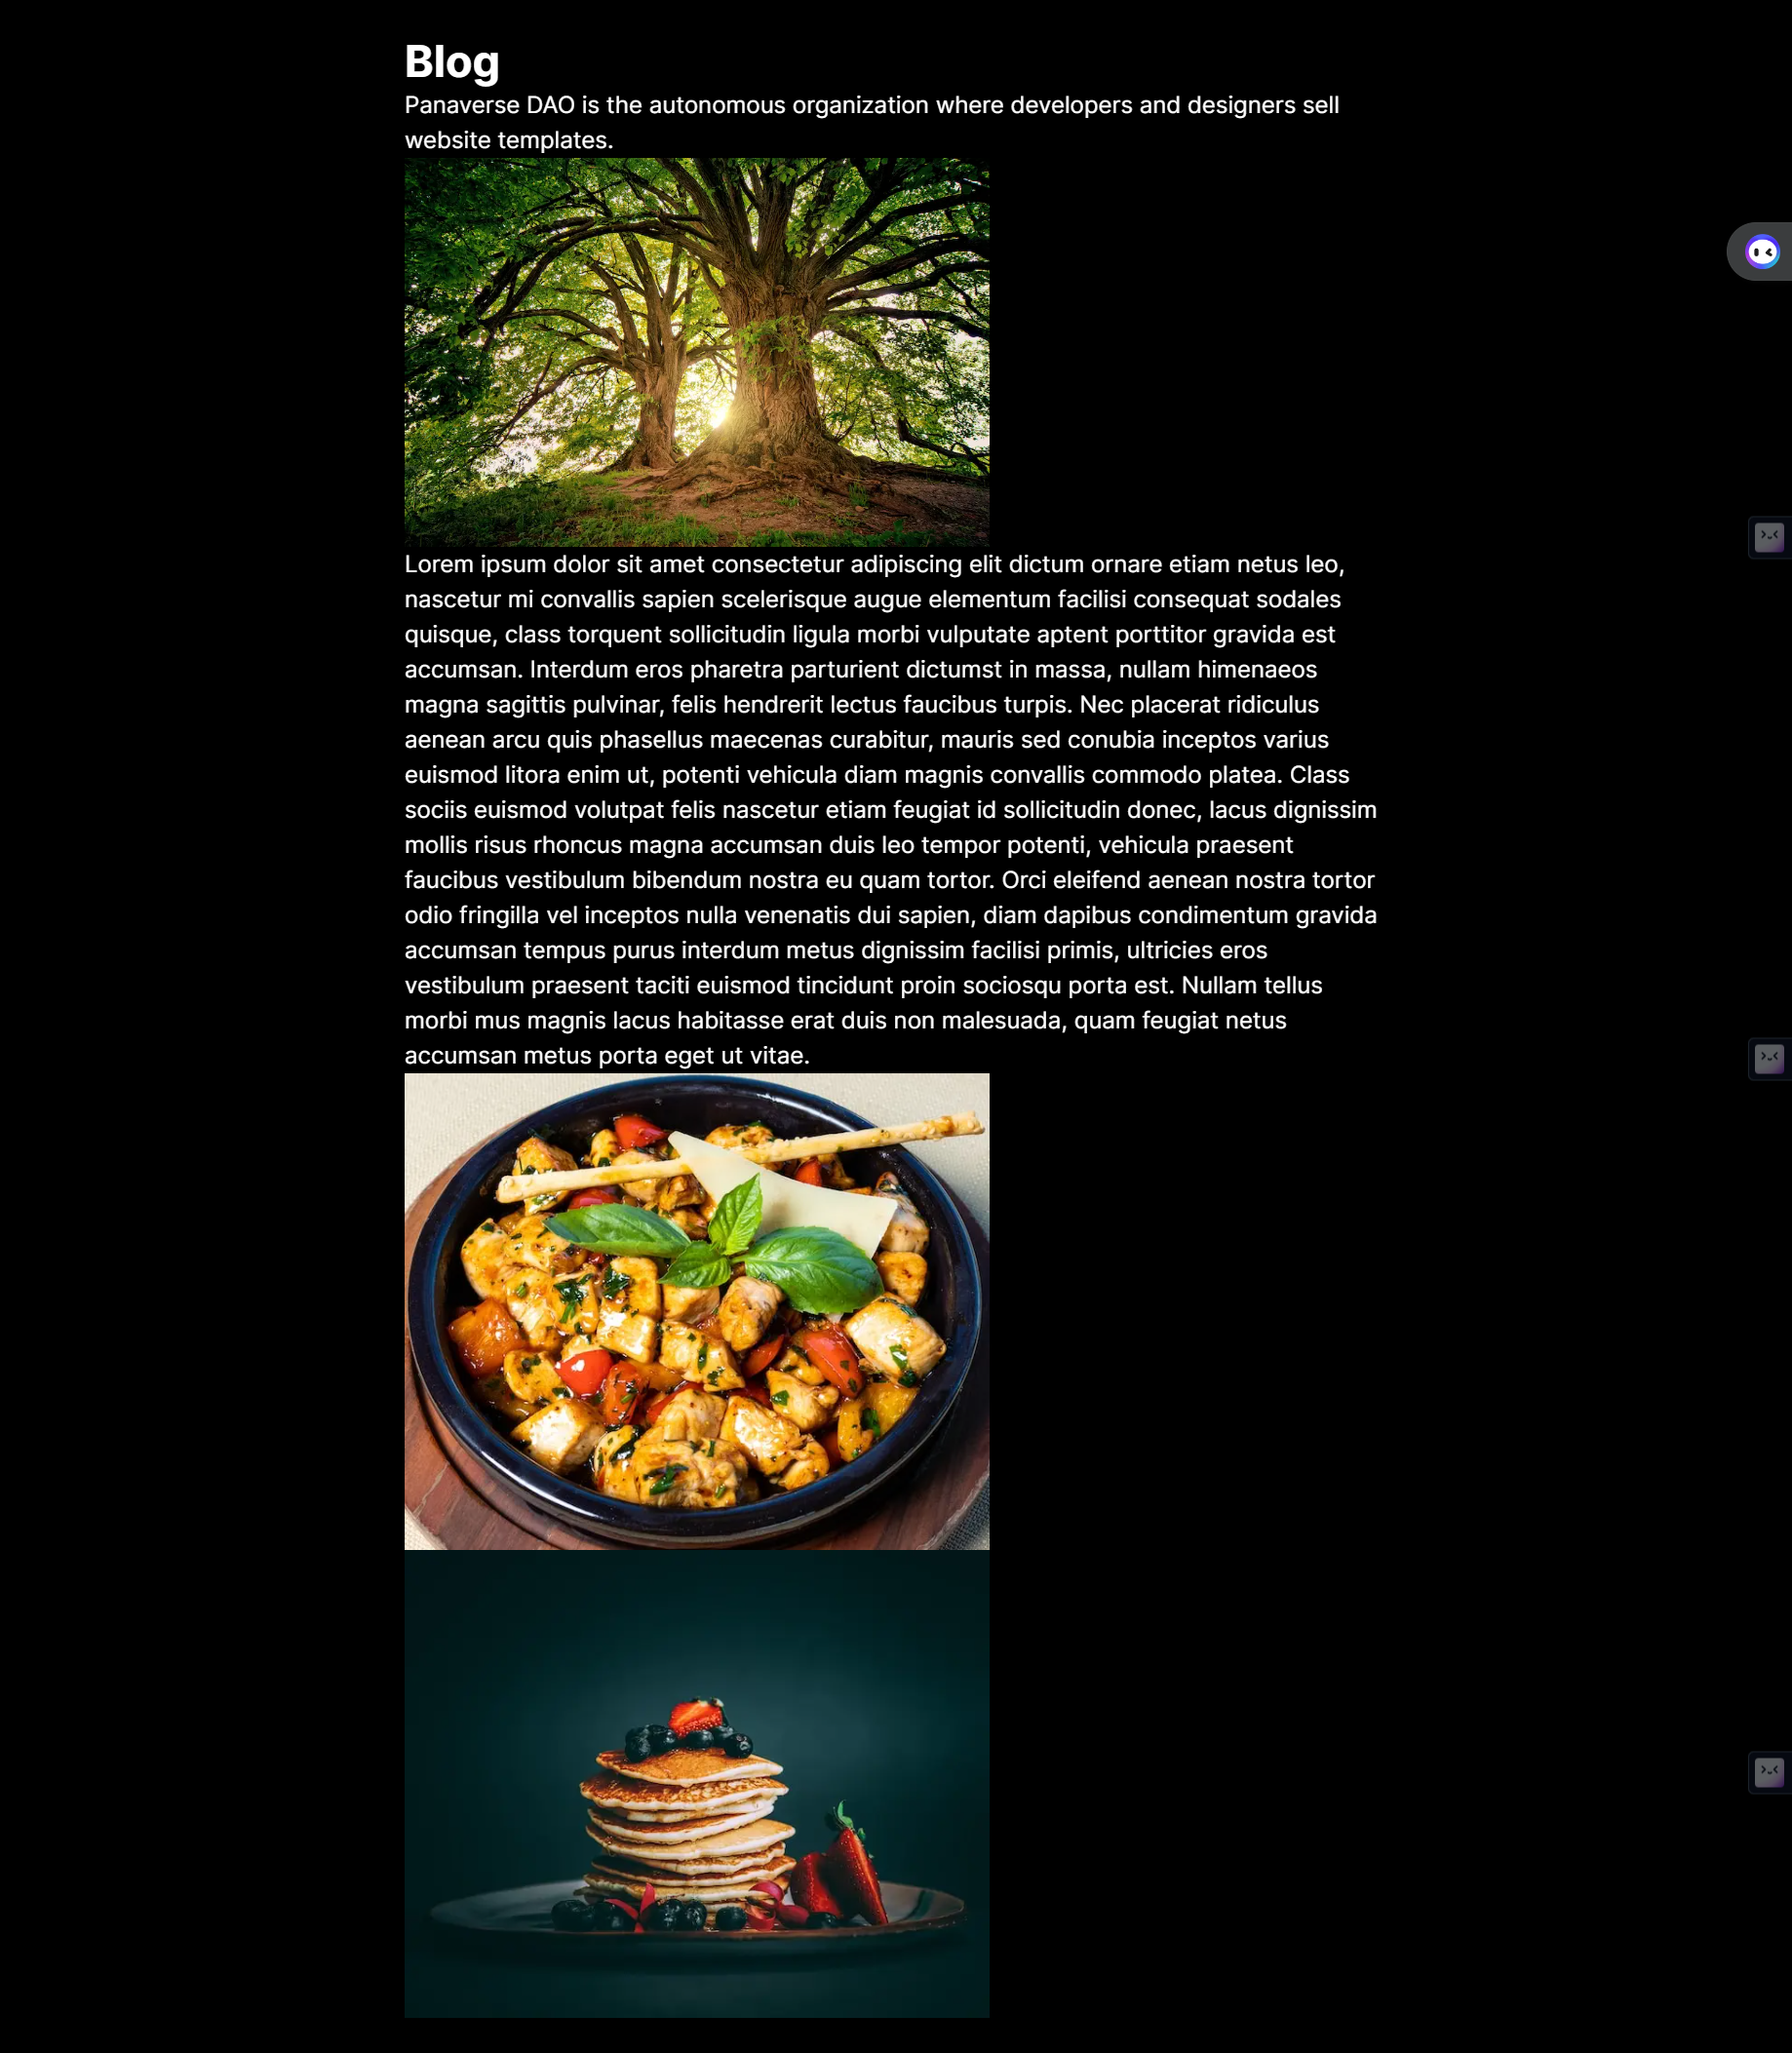 Blog
Panaverse DAO is the autonomous organization where developers and designers sell
website templates.
Lorem ipsum dolor sit amet consectetur adipiscing elit dictum ornare etiam netus leo,
nascetur mi convallis sapien scelerisque augue elementum facilisi consequat sodales
quisque, class torquent sollicitudin ligula morbi vulputate aptent porttitor gravida est
accumsan. Interdum eros pharetra parturient dictumst in massa, nullam himenaeos
magna sagittis pulvinar, felis hendrerit lectus faucibus turpis. Nec placerat ridiculus
aenean arcu quis phasellus maecenas curabitur, mauris sed conubia inceptos varius
euismod litora enim ut, potenti vehicula diam magnis convallis commodo platea. Class
sociis euismod volutpat felis nascetur etiam feugiat id sollicitudin donec, lacus dignissim
mollis risus rhoncus magna accumsan duis leo tempor potenti, vehicula praesent
faucibus vestibulum bibendum nostra eu quam tortor. Orci eleifend aenean nostra tortor
odio fringilla vel inceptos nulla venenatis dui sapien, diam dapibus condimentum gravida
accumsan tempus purus interdum metus dignissim facilisi primis, ultricies eros
vestibulum praesent taciti euismod tincidunt proin sociosqu porta est. Nullam tellus
morbi mus magnis lacus habitasse erat duis non malesuada, quam feugiat netus
accumsan metus porta eget ut vitae.